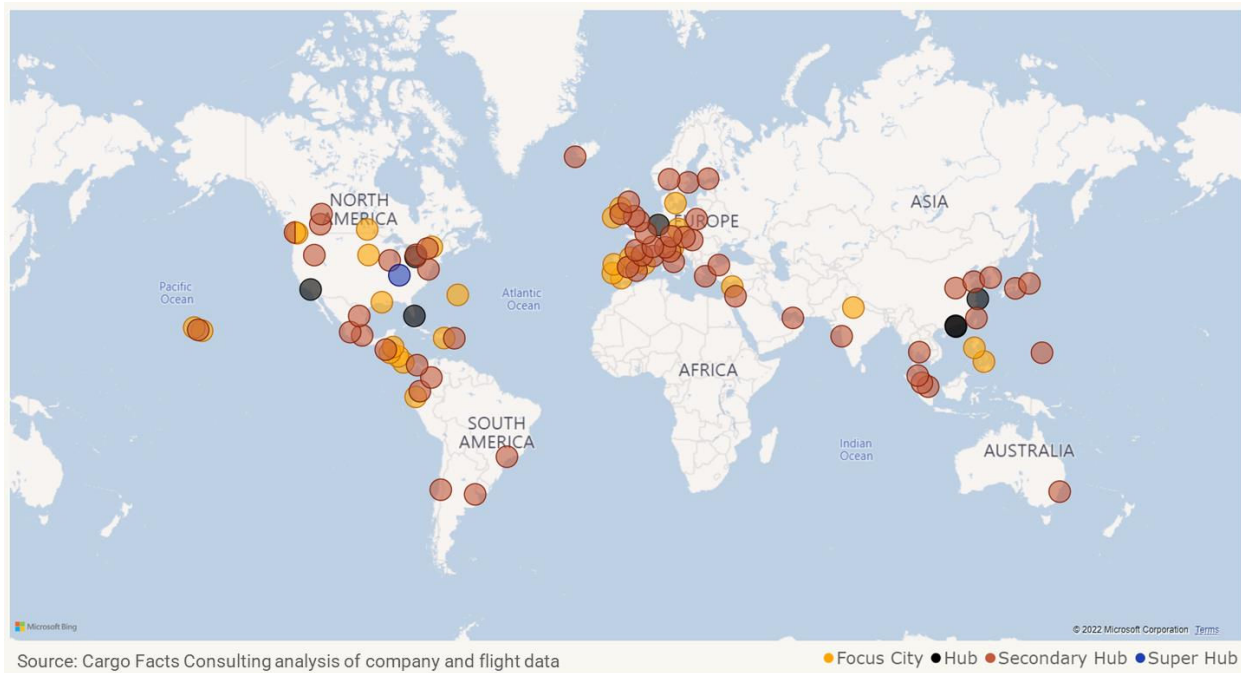 NORTH
AMERICA
EUROPE
ASIA
Pacific
Ocean
Atlantic
Ocean
AFRICA
SOUTH
AMERICA
Indian
Ocean
AUSTRALIA
Microsoft Bing
© 2022 Microsoft Corporation Terms
Source: Cargo Facts Consulting analysis of company and flight data
Focus City Hub Secondary Hub Super Hub